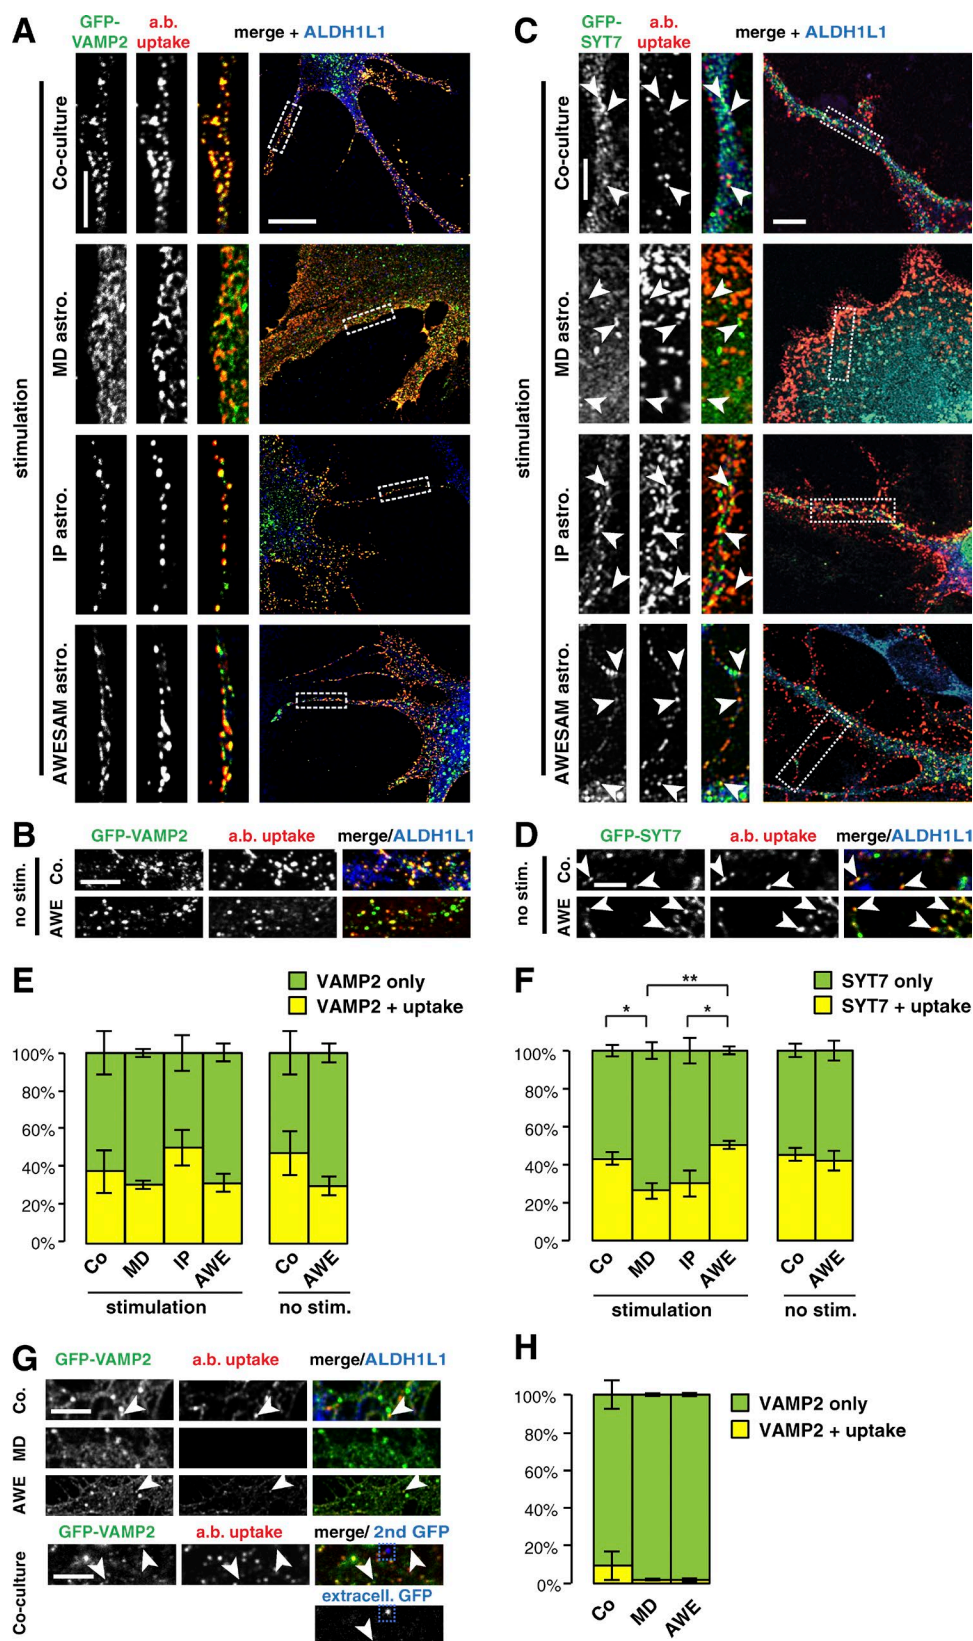 A
GFP-VAMP2
a.b. uptake
merge + ALDH1L1
stimulation
Co-culture
MD astro.
IP astro.
AWESAM astro.
C
GFP-SYT7
a.b. uptake
merge + ALDH1L1
stimulation
Co-culture
MD astro.
IP astro.
AWESAM astro.
B
GFP-VAMP2
a.b. uptake
merge/ALDH1L1
no stim.
Co.
AWE
D
GFP-SYT7
a.b. uptake
merge/ALDH1L1
no stim.
Co.
AWE
E
VAMP2 only
VAMP2 + uptake
100%
80%
60%
40%
20%
0%
Co
MD
IP
AWE
Co
AWE
stimulation
no stim.
F
SYT7 only
SYT7 + uptake
**
*
*
100%
80%
60%
40%
20%
0%
Co
MD
IP
AWE
Co
AWE
stimulation
no stim.
G
GFP-VAMP2
a.b. uptake
merge/ALDH1L1
Co.
MD
AWE
GFP-VAMP2
a.b. uptake
merge/ 2nd GFP
Co-culture
extracell. GFP
H
VAMP2 only
VAMP2 + uptake
100%
80%
60%
40%
20%
0%
Co
MD
AWE